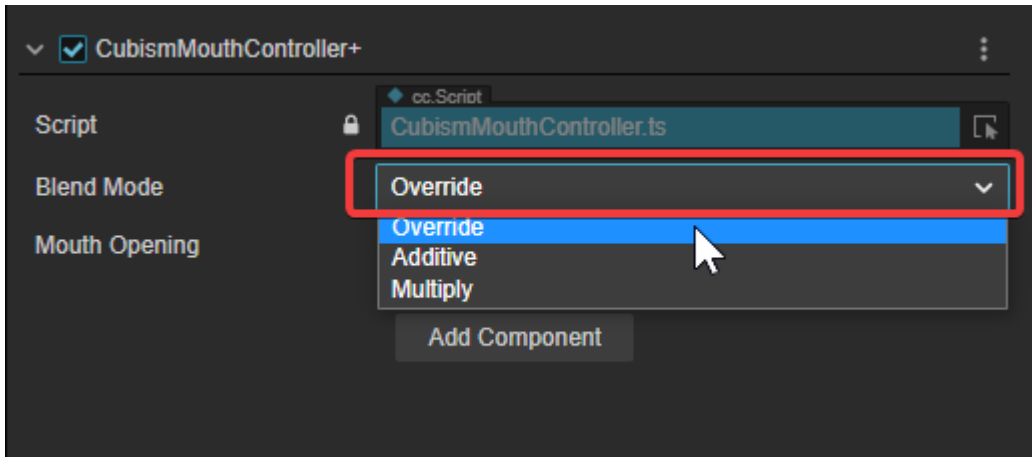 CubismMouthController+
cc.Script
Script CubismMouthController.ts
Blend Mode Override
Override
Mouth Opening
Additive
Multiply
Add Component